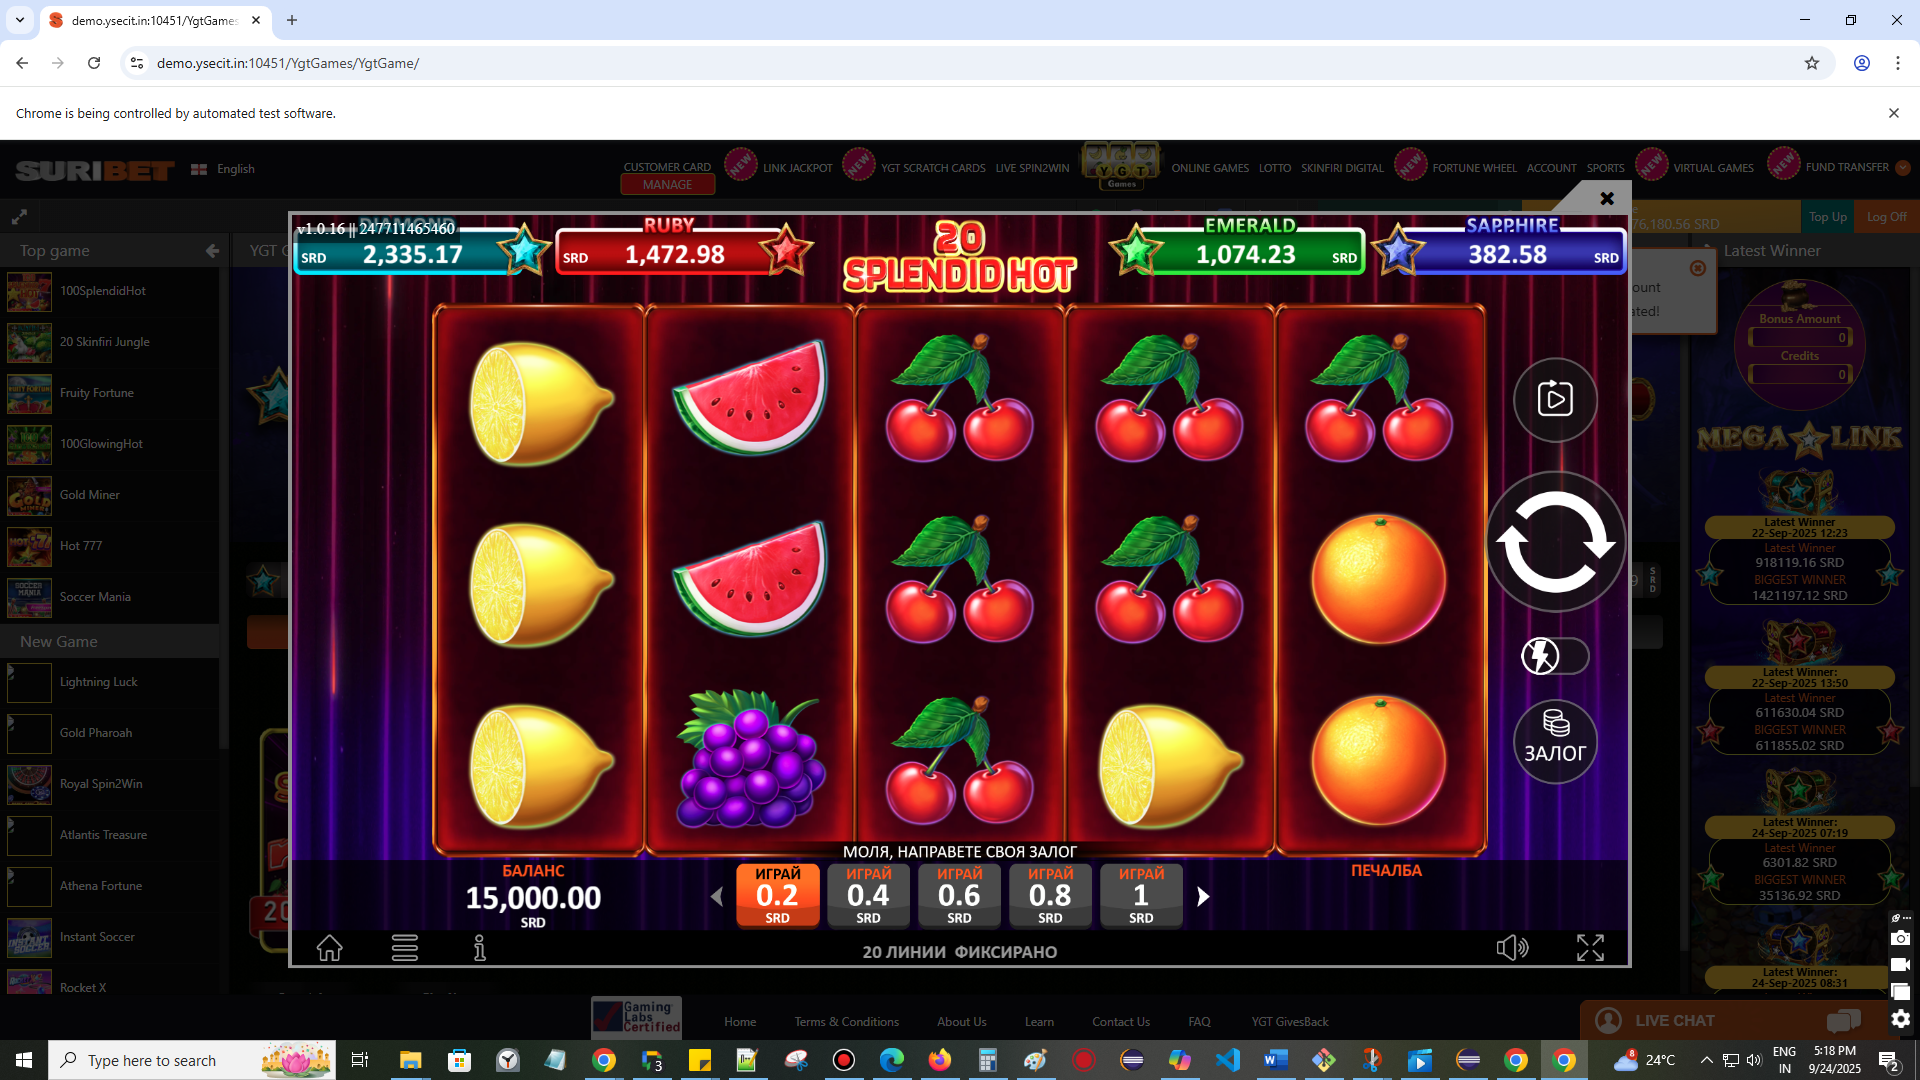 demo.ysecit.in:10451/YgtGames
demo.ysecit.in:10451/YgtGames/YgtGame/
Chrome is being controlled by automated test software.
SURIBET
English
CUSTOMER CARD
MANAGE
NEW
LINK JACKPOT
NEW
YGT SCRATCH CARDS
LIVE SPIN2WIN
YGT
Games
ONLINE GAMES
LOTTO
SKINFIRI DIGITAL
NEW
FORTUNE WHEEL
ACCOUNT
SPORTS
NEW
VIRTUAL GAMES
NEW
FUND TRANSFER
76,180.56 SRD
Top Up
Log Off
Top game
YGT
Latest Winner
100SplendidHot
20 Skinfiri Jungle
Fruity Fortune
100GlowingHot
Gold Miner
Hot 777
Soccer Mania
New Game
Lightning Luck
Gold Pharoah
Royal Spin2Win
Atlantis Treasure
Athena Fortune
Instant Soccer
Rocket X
v1.0.16 || 247711465460
DIAMOND
SRD 2,335.17
RUBY
SRD 1,472.98
20
SPLENDID HOT
EMERALD
1,074.23 SRD
SAPPHIRE
382.58 SRD
ЗАЛОГ
МОЛЯ, НАПРАВЕТЕ СВОЯ ЗАЛОГ
БАЛАНС
15,000.00
SRD
ИГРАЙ
0.2
SRD
ИГРАЙ
0.4
SRD
ИГРАЙ
0.6
SRD
ИГРАЙ
0.8
SRD
ИГРАЙ
1
SRD
ПЕЧАЛБА
20 ЛИНИИ ФИКСИРАНО
ount
ated!
Bonus Amount
0
Credits
0
MEGA LINK
Latest Winner
22-Sep-2025 12:23
Latest Winner
918119.16 SRD
BIGGEST WINNER
1421197.12 SRD
Latest Winner:
22-Sep-2025 13:50
Latest Winner
611630.04 SRD
BIGGEST WINNER
611855.02 SRD
Latest Winner:
24-Sep-2025 07:19
Latest Winner
6301.82 SRD
BIGGEST WINNER
35136.92 SRD
Latest Winner:
24-Sep-2025 08:31
Gaming
Labs
Certified
Home
Terms & Conditions
About Us
Learn
Contact Us
FAQ
YGT GivesBack
LIVE CHAT
Type here to search
3
8
24°C
ENG
IN
5:18 PM
9/24/2025
2